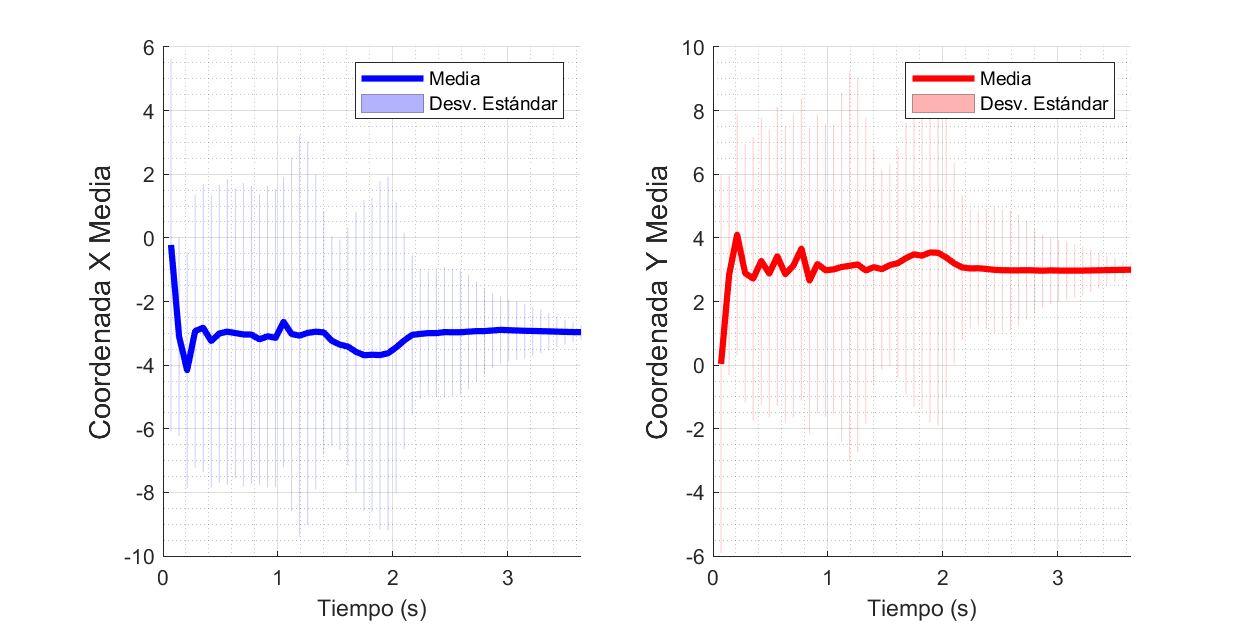 6
4
2
0
-2
-4
-6
-8
-10
0 1 2 3
Coordenada X Media
Tiempo (s)
Media
Desv. Estándar
10
8
6
4
2
0
-2
-4
-6
0 1 2 3
Coordenada Y Media
Tiempo (s)
Media
Desv. Estándar